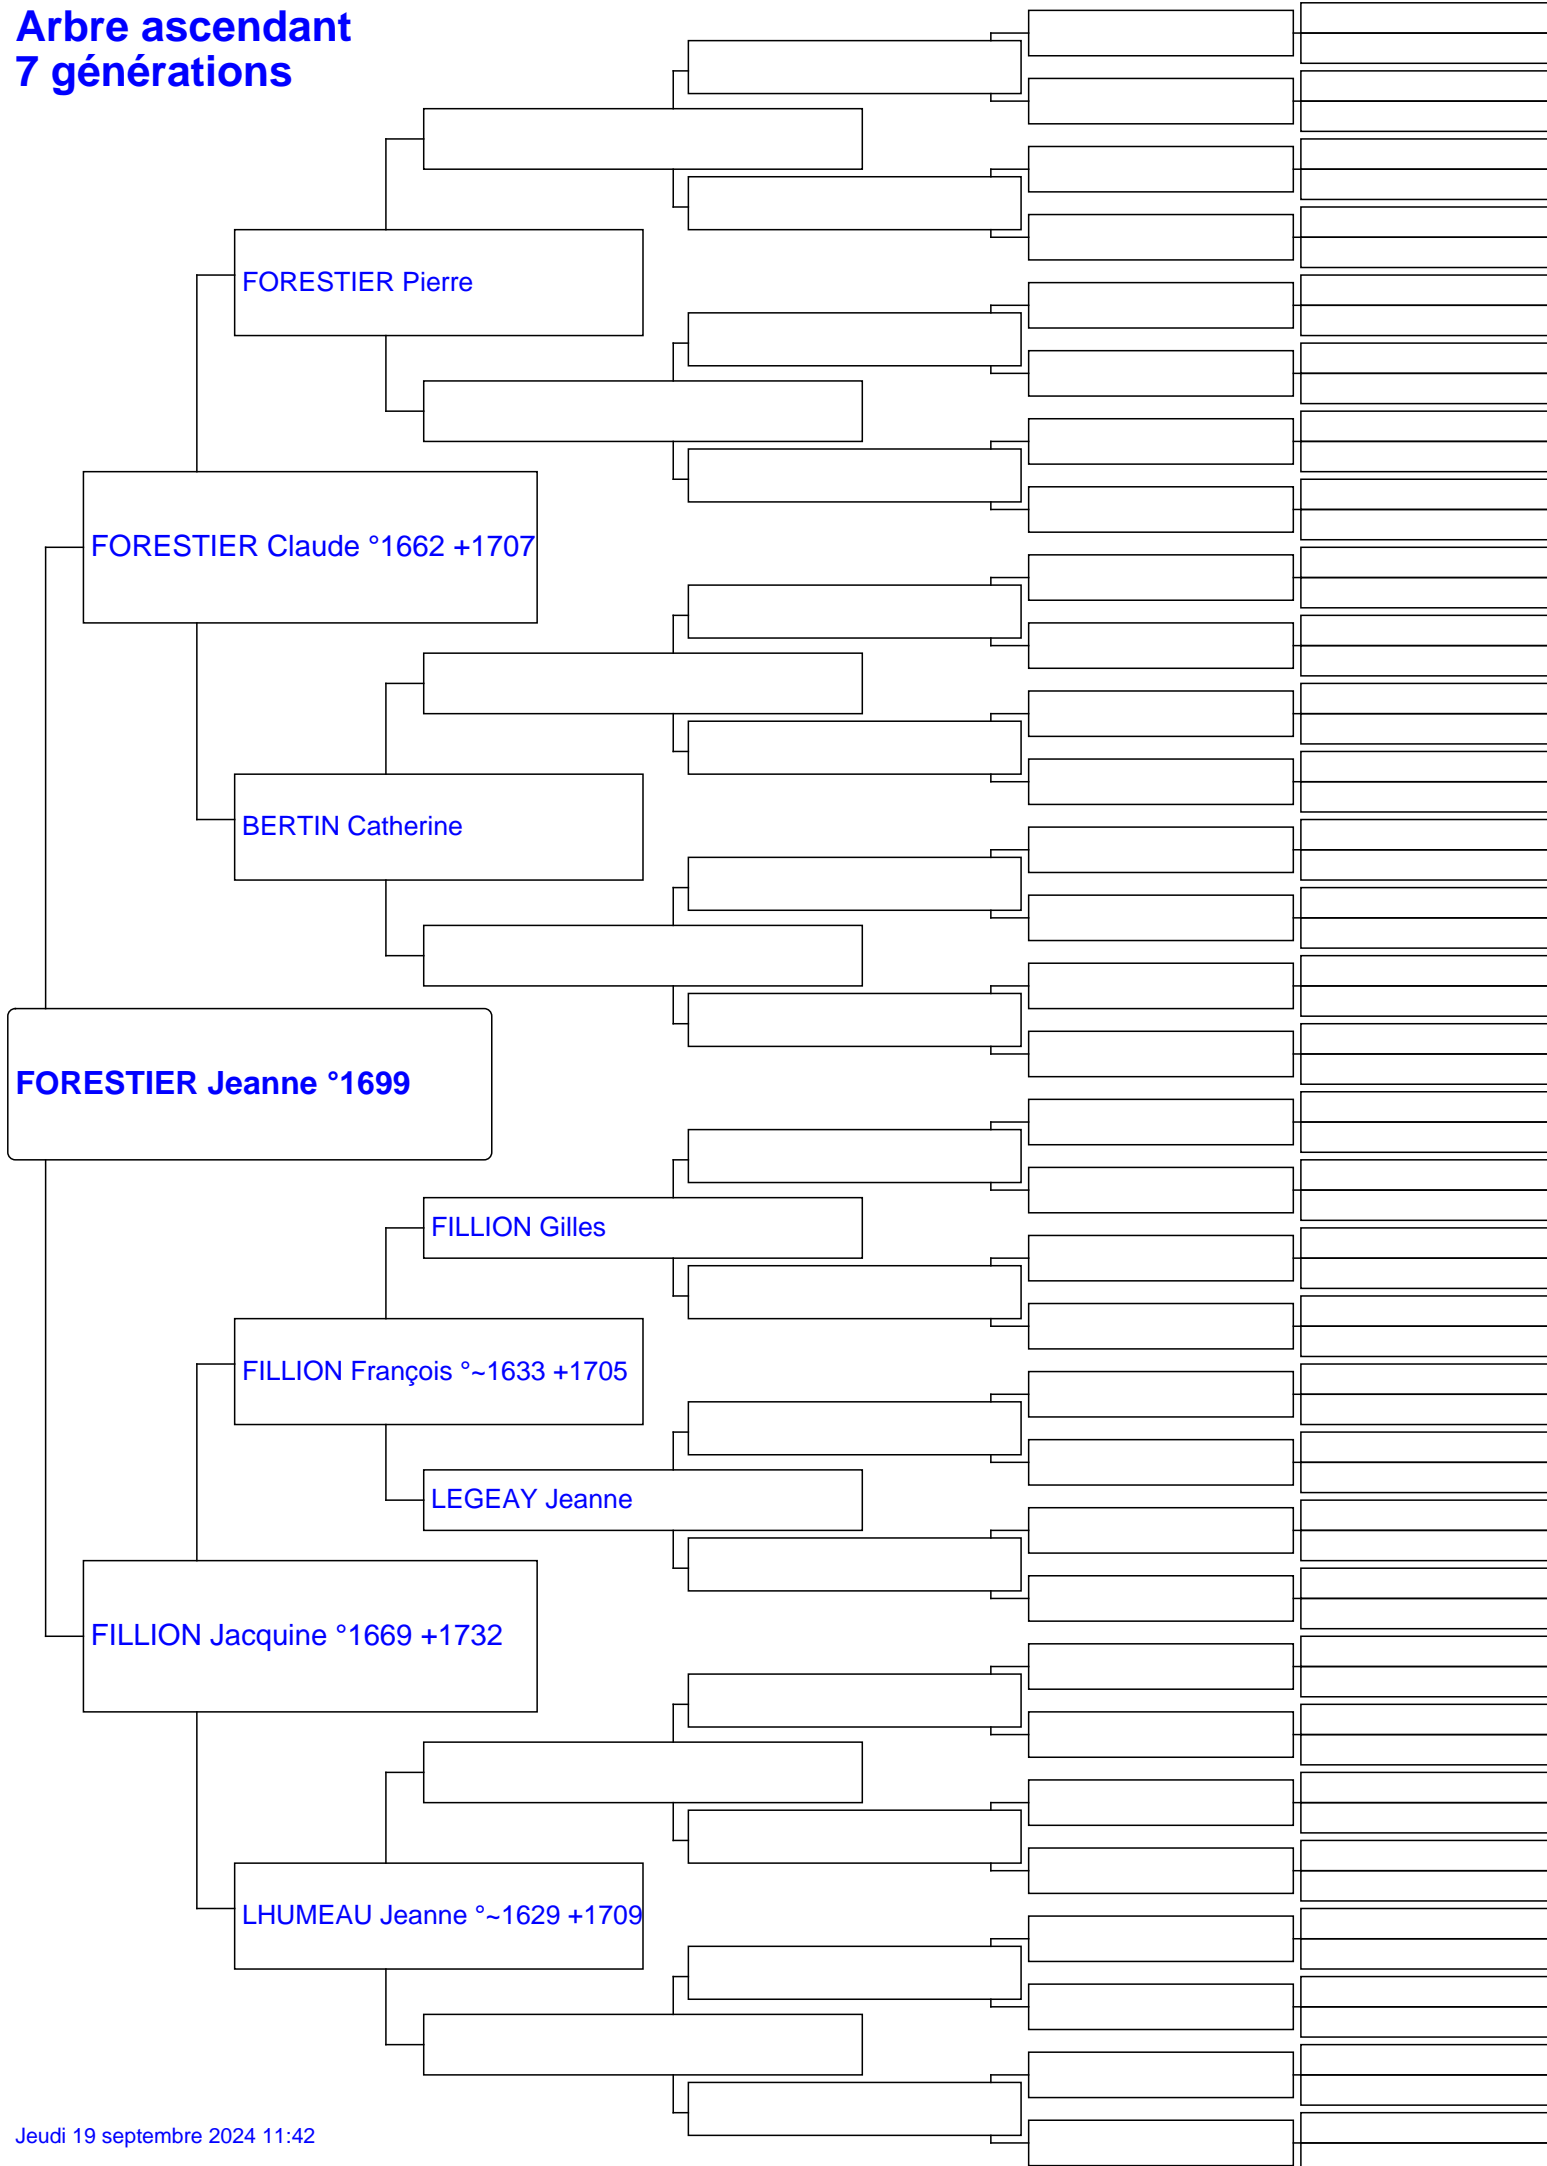 Arbre ascendant
7 générations
FORESTIER Pierre
FORESTIER Claude °1662 +1707
BERTIN Catherine
FORESTIER Jeanne °1699
FILLION Gilles
FILLION François °~1633 +1705
LEGEAY Jeanne
FILLION Jacquine °1669 +1732
LHUMEAU Jeanne °~1629 +1709
Jeudi 19 septembre 2024 11:42